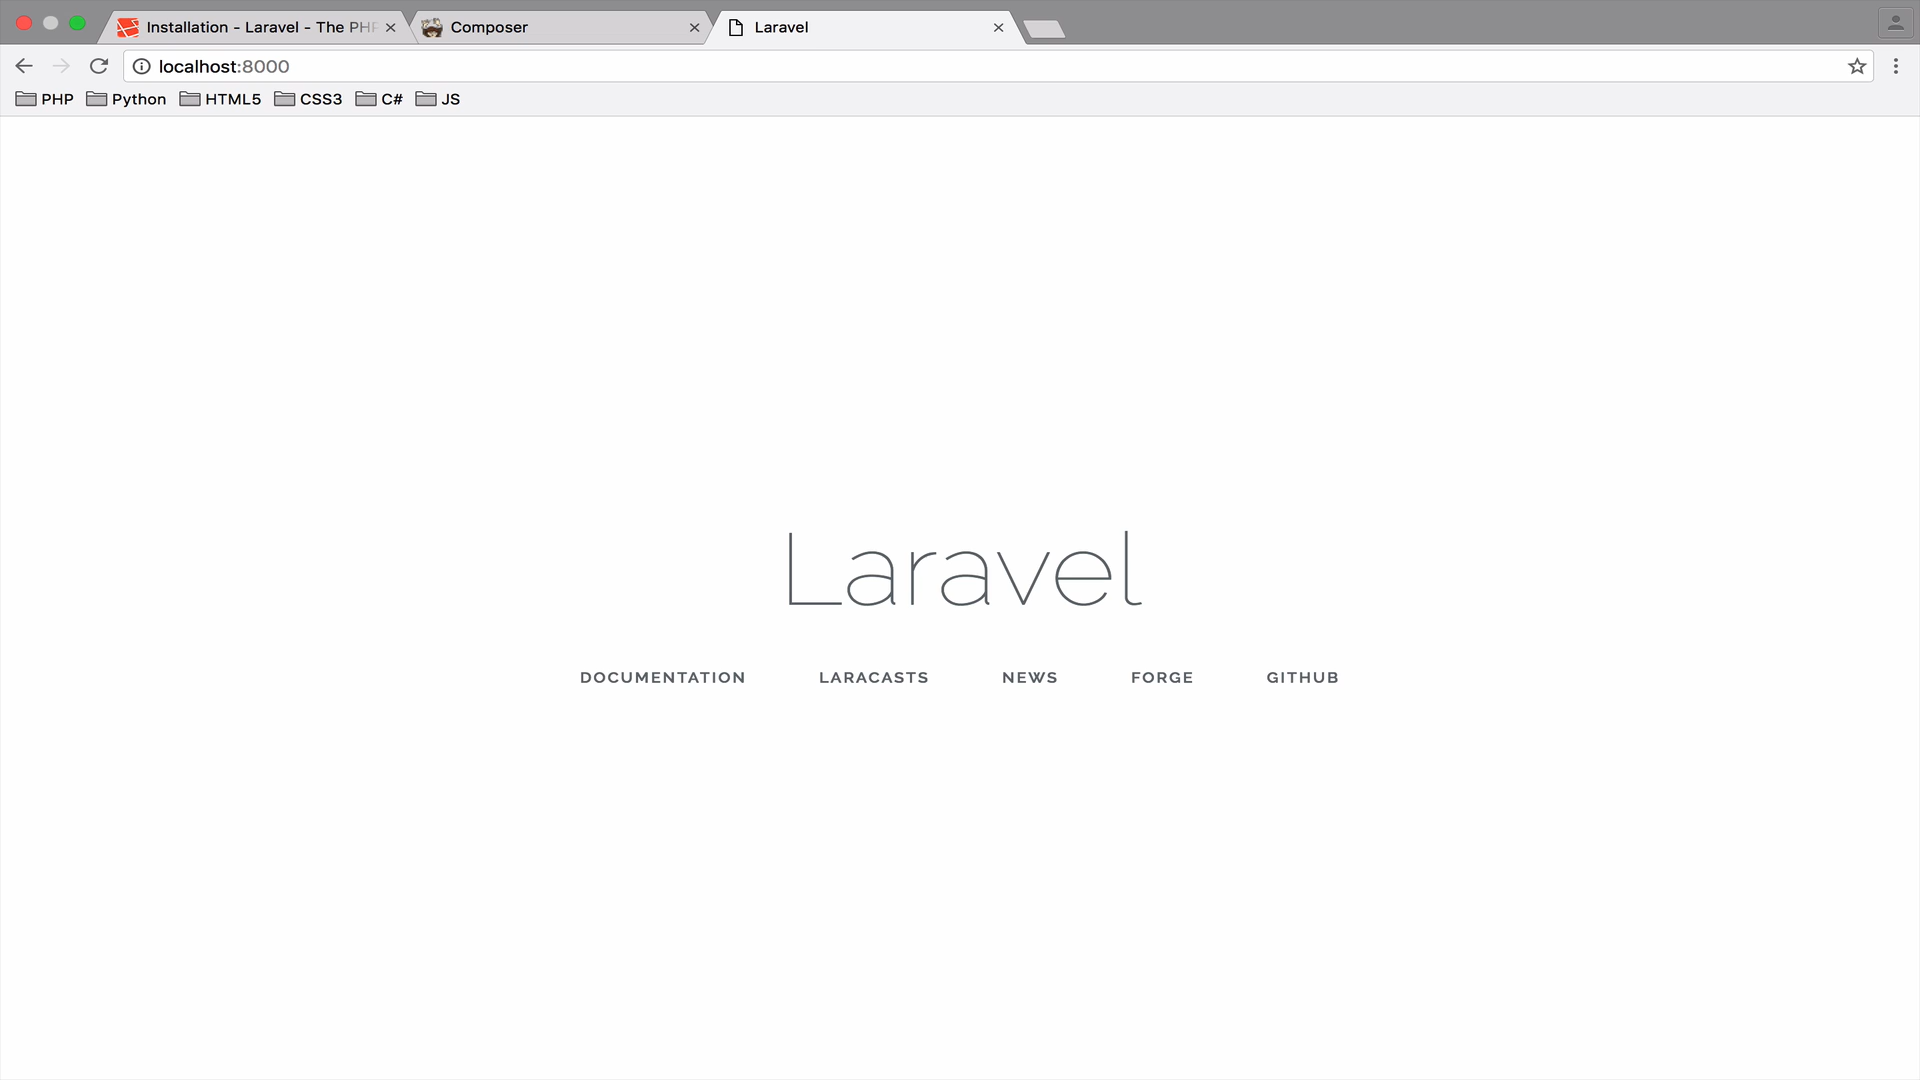 Installation - Laravel - The PHP
Composer
Laravel
localhost:8000
PHP Python HTML5 CSS3 C# JS
Laravel
DOCUMENTATION LARACASTS NEWS FORGE GITHUB